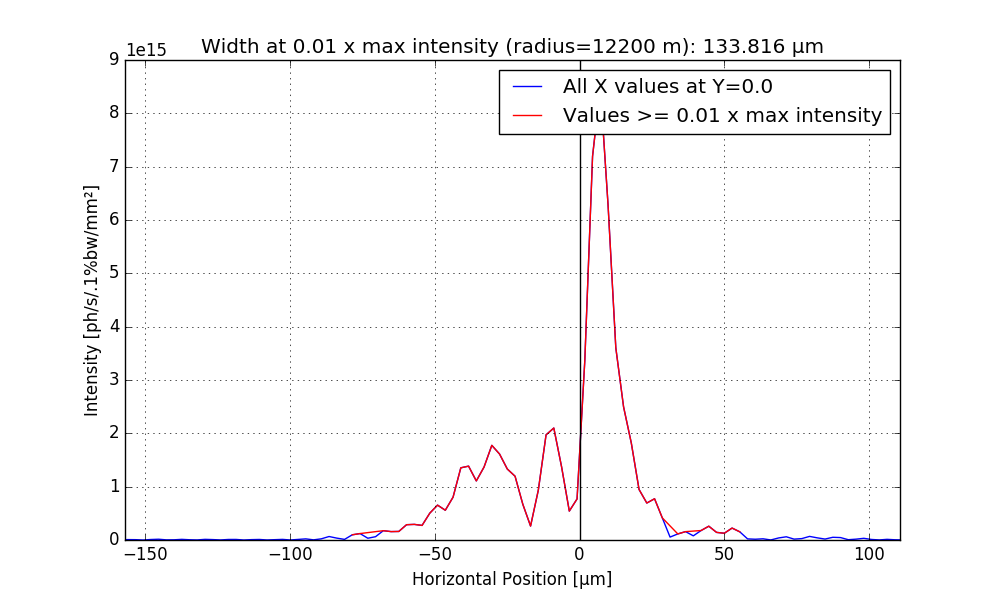 1e15
Width at 0.01 x max intensity (radius=12200 m): 133.816 µm
All X values at Y=0.0
Values >= 0.01 x max intensity
Intensity [ph/s/.1%bw/mm²]
9
8
7
6
5
4
3
2
1
0
−150 −100 −50 0 50 100
Horizontal Position [µm]